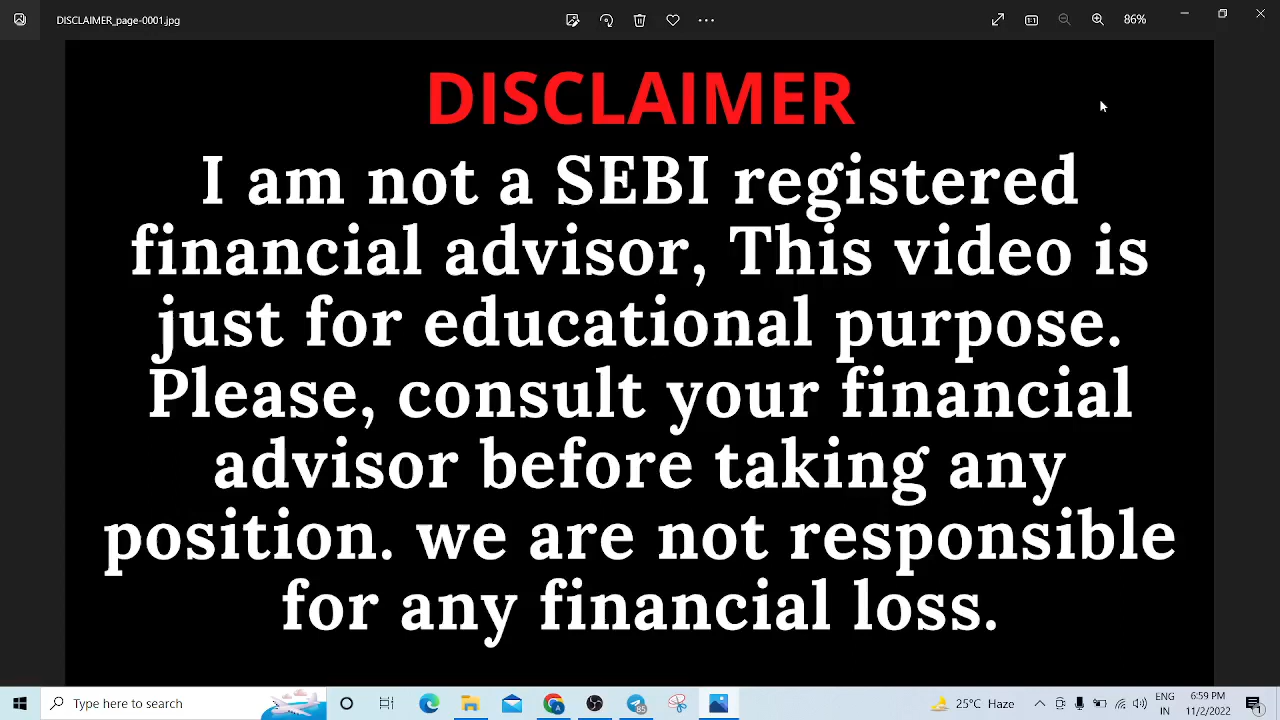 DISCLAIMER_page-0001.jpg
86%
DISCLAIMER
I am not a SEBI registered
financial advisor, This video is
just for educational purpose.
Please, consult your financial
advisor before taking any
position. we are not responsible
for any financial loss.
Type here to search
85
25°C Haze
ENG
IN
6:59 PM
11/2/2022
1